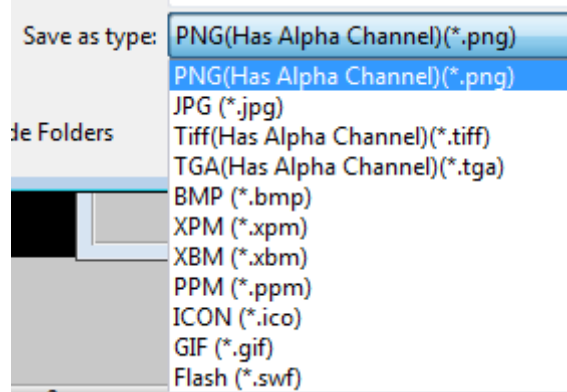 Save as type: PNG(Has Alpha Channel)(*.png)
PNG(Has Alpha Channel)(*.png)
JPG (*.jpg)
de Folders
Tiff(Has Alpha Channel)(*.tiff)
TGA(Has Alpha Channel)(*.tga)
BMP (*.bmp)
XPM (*.xpm)
XBM (*.xbm)
PPM (*.ppm)
ICON (*.ico)
GIF (*.gif)
Flash (*.swf)